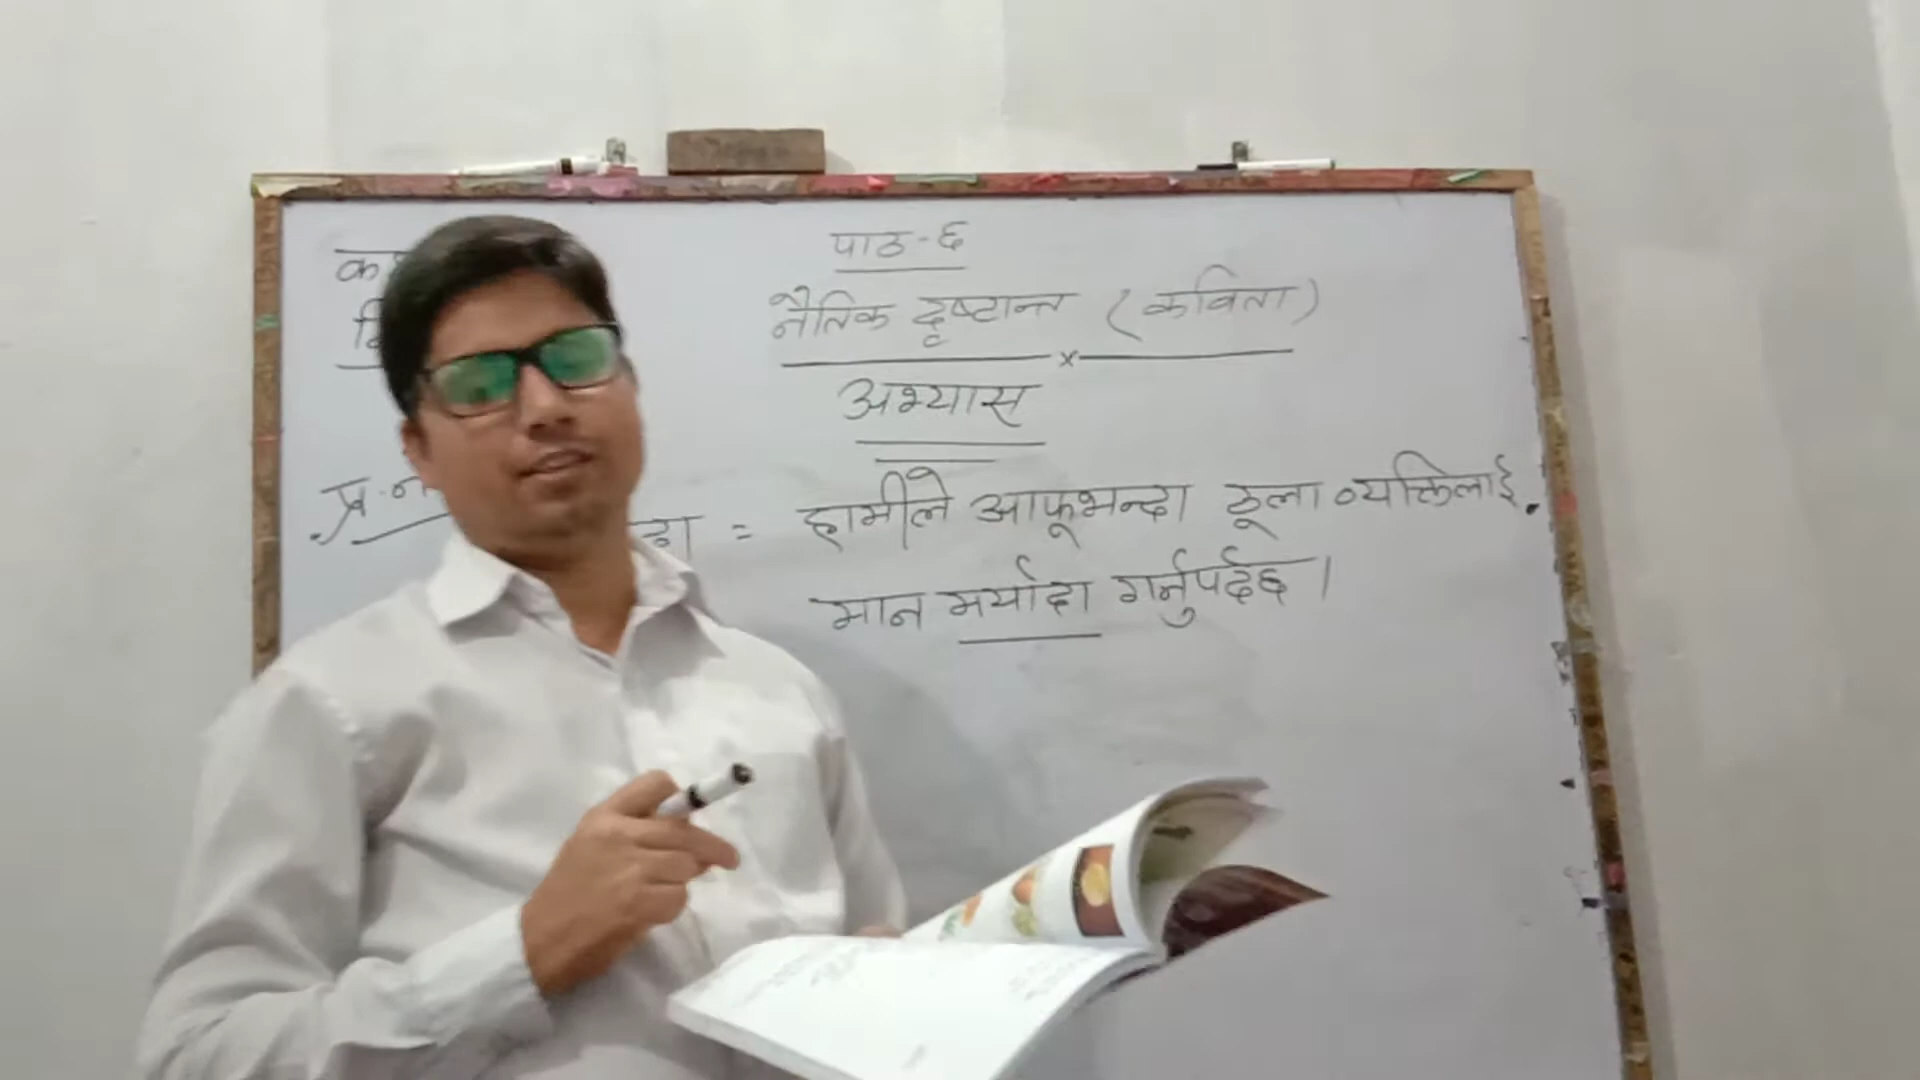 पाठ-६
नैतिक दृष्टान्त (कविता)
अभ्यास
= हामीले आफूभन्दा ठूला व्यक्तिलाई
मान मर्यादा गर्नुपर्दछ।